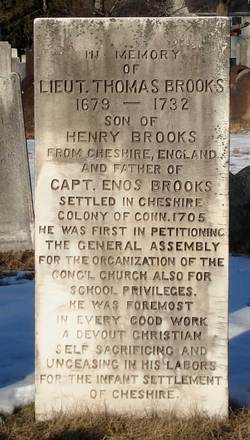 IN MEMORY
OF
LIEUT. THOMAS BROOKS
1679 — 1732
SON OF
HENRY BROOKS
FROM CHESHIRE, ENGLAND
AND FATHER OF
CAPT. ENOS BROOKS
SETTLED IN CHESHIRE
COLONY OF CONN. 1705
HE WAS FIRST IN PETITIONING
THE GENERAL ASSEMBLY
FOR THE ORGANIZATION OF THE
CONG'L CHURCH ALSO FOR
SCHOOL PRIVILEGES.
HE WAS FOREMOST
IN EVERY GOOD WORK
A DEVOUT CHRISTIAN
SELF SACRIFICING AND
UNCEASING IN HIS LABORS
FOR THE INFANT SETTLEMENT
OF CHESHIRE.